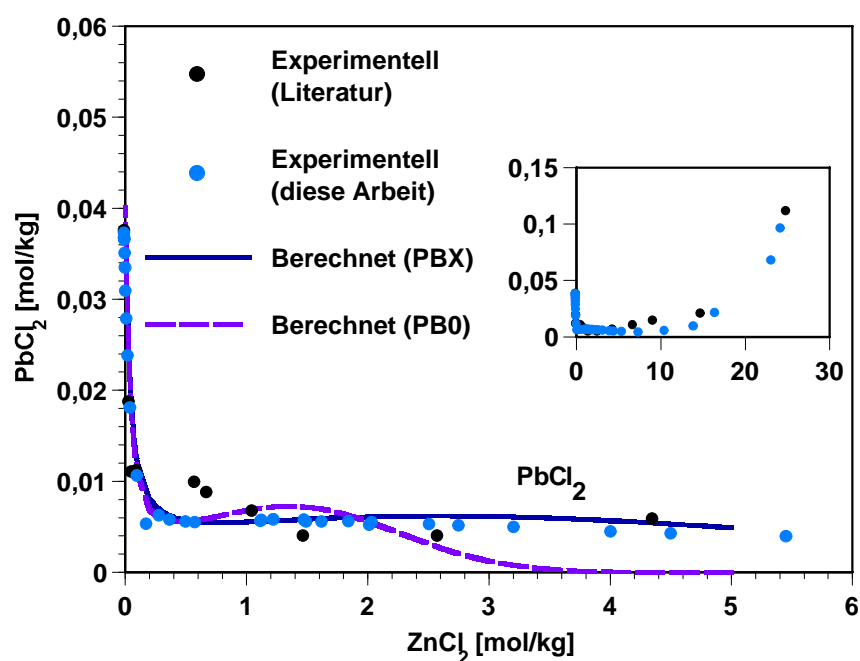 0,06
0,05
0,04
0,03
0,02
0,01
0
PbCl2 [mol/kg]
Experimentell
(Literatur)
Experimentell
(diese Arbeit)
Berechnet (PBX)
Berechnet (PB0)
0,15
0,1
0,05
0
0 10 20 30
PbCl2
0 1 2 3 4 5 6
ZnCl2 [mol/kg]